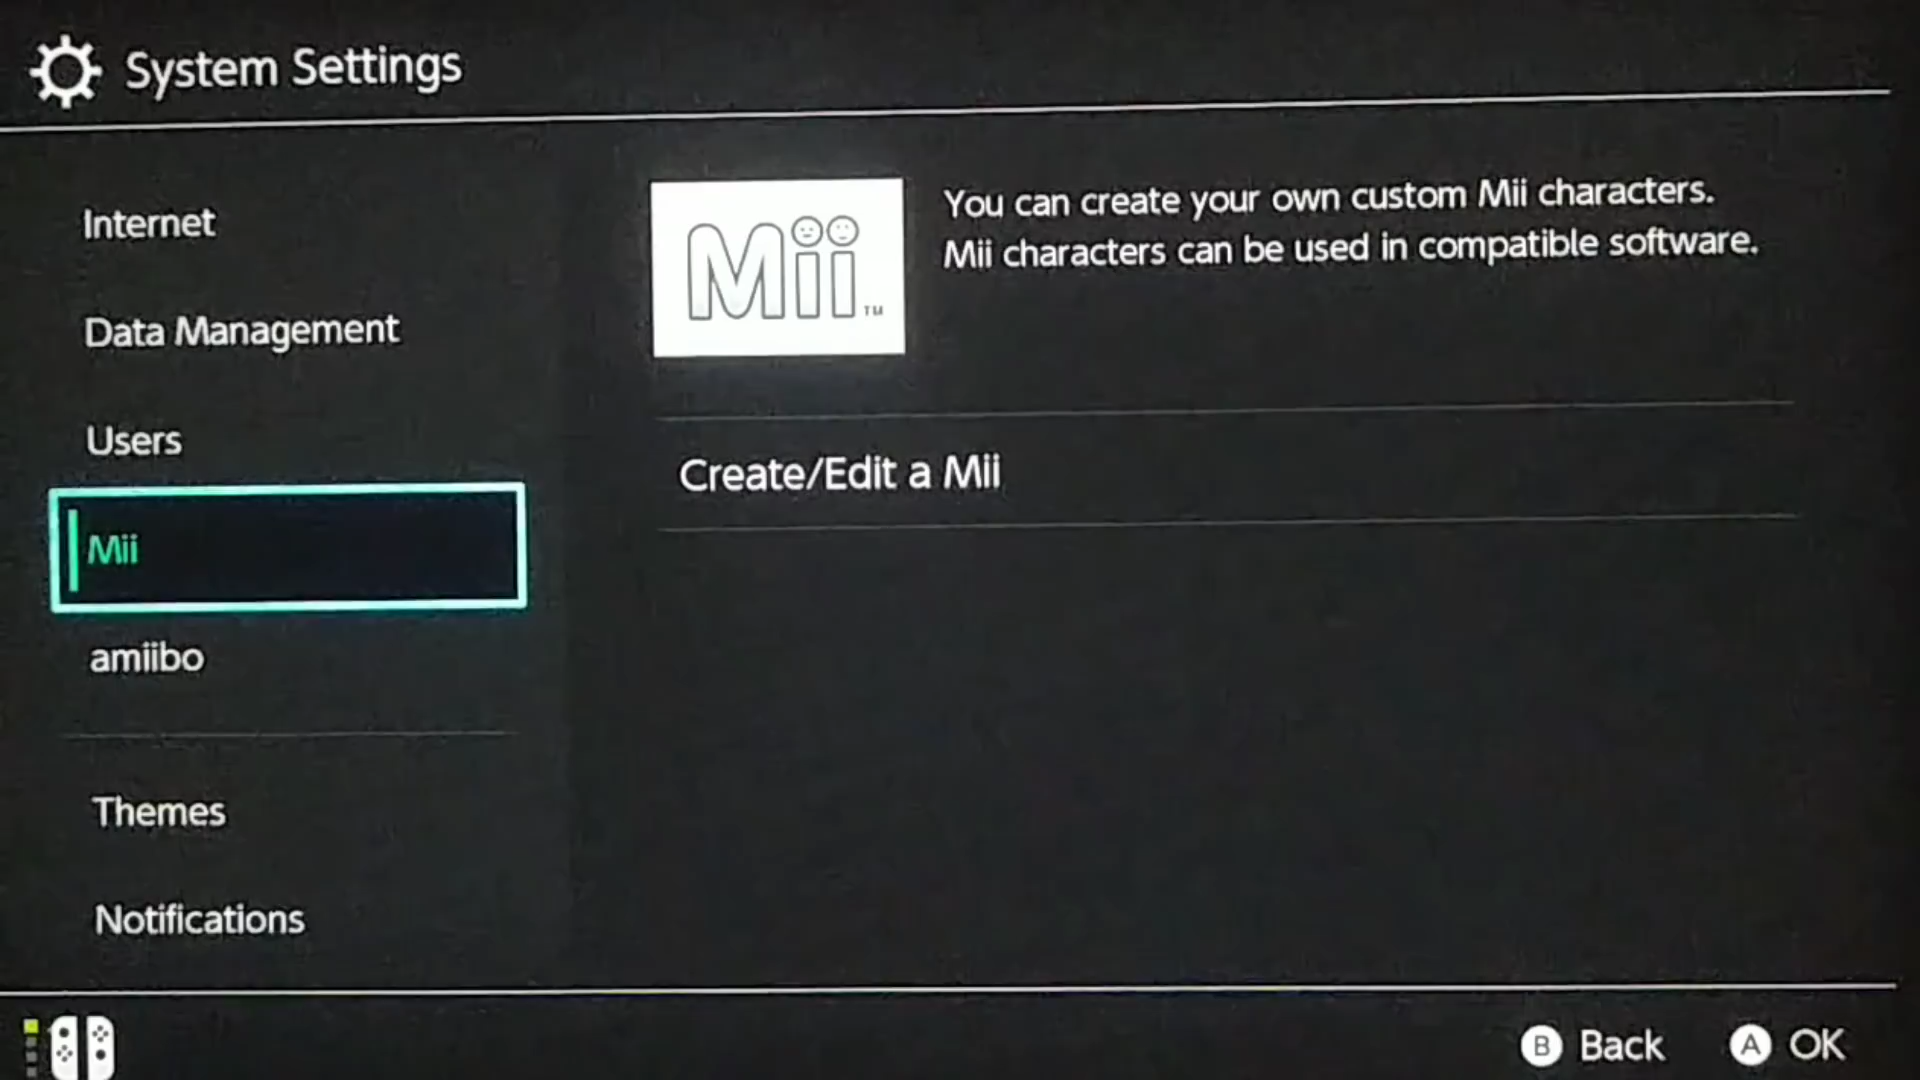 System Settings
Internet
Data Management
Users
Mii
amiibo
Themes
Notifications
Mii TM
You can create your own custom Mii characters.
Mii characters can be used in compatible software.
Create/Edit a Mii
B Back
A OK